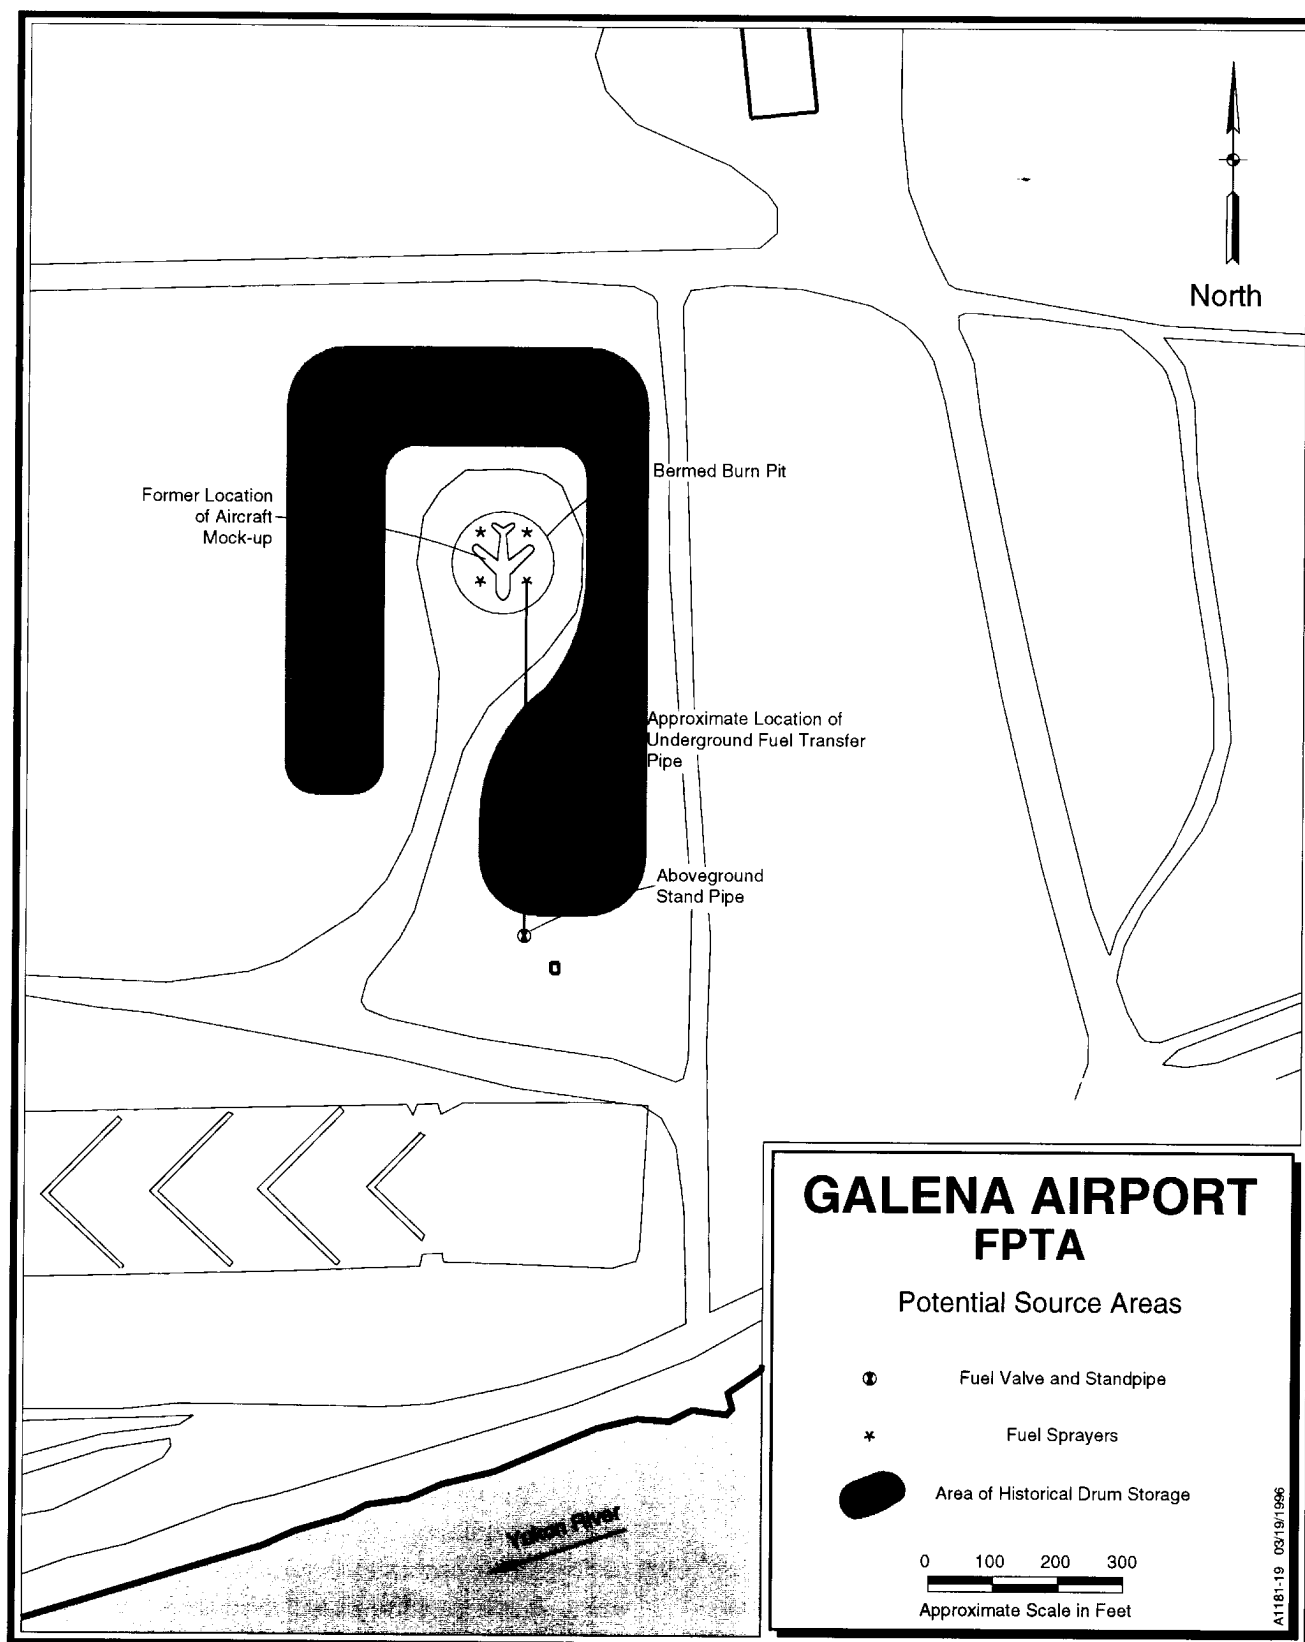 North
Bermed Burn Pit
Former Location
of Aircraft
Mock-up
Approximate Location of
Underground Fuel Transfer
Pipe
Aboveground
Stand Pipe
GALENA AIRPORT
FPTA
Potential Source Areas
Fuel Valve and Standpipe
Fuel Sprayers
Area of Historical Drum Storage
0 100 200 300
Approximate Scale in Feet
A1181-19 03/19/1996
Yukon River